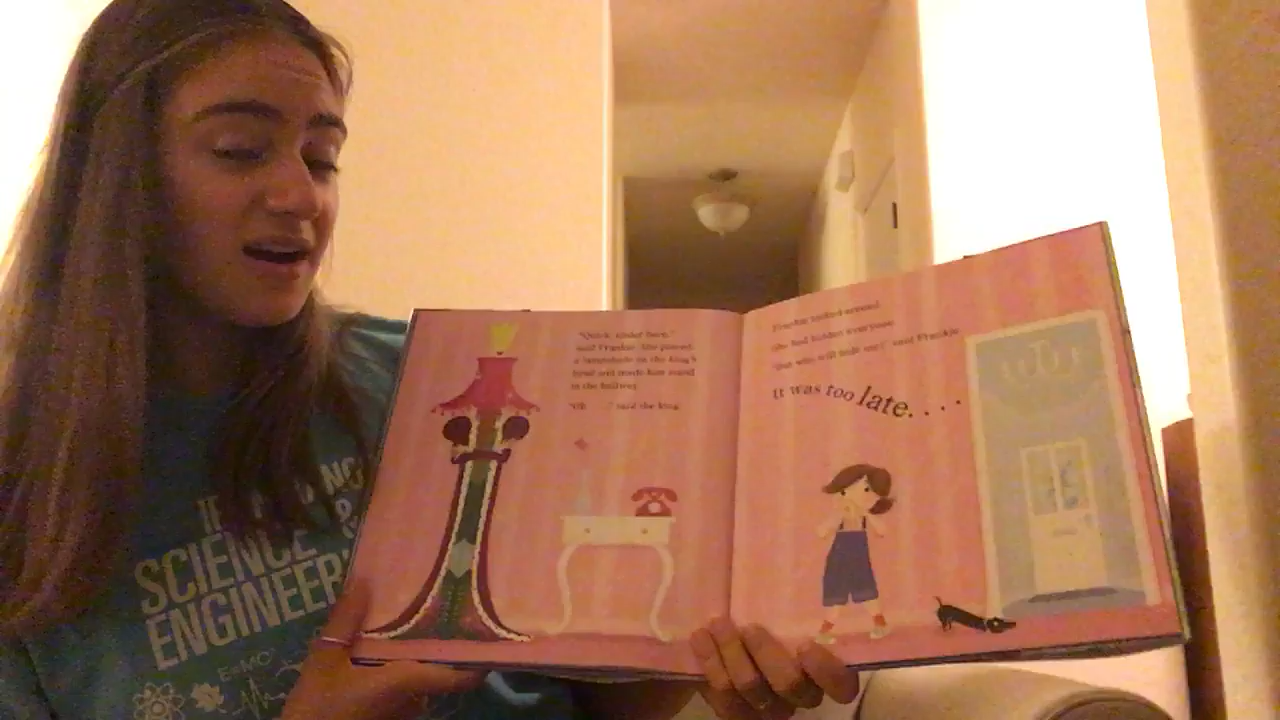 SCIENCE &
ENGINEER
E=MC²
"Quick, under here,"
said Frankie. She placed
a lampshade on the king's
head and made him stand
in the hallway.
"Oh . . ." said the king.
Frankie looked around.
She had hidden everyone.
"But who will hide me?" said Frankie.
It was too late. . . .